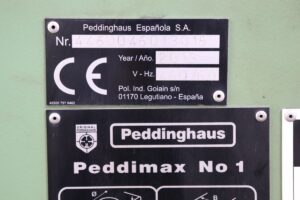 Peddinghaus Española S.A.
Nr.
CE
Year / Año.
V - Hz.
Pol. Ind. Goiain s/n
01170 Legutiano - España
Peddinghaus
Peddimax No 1